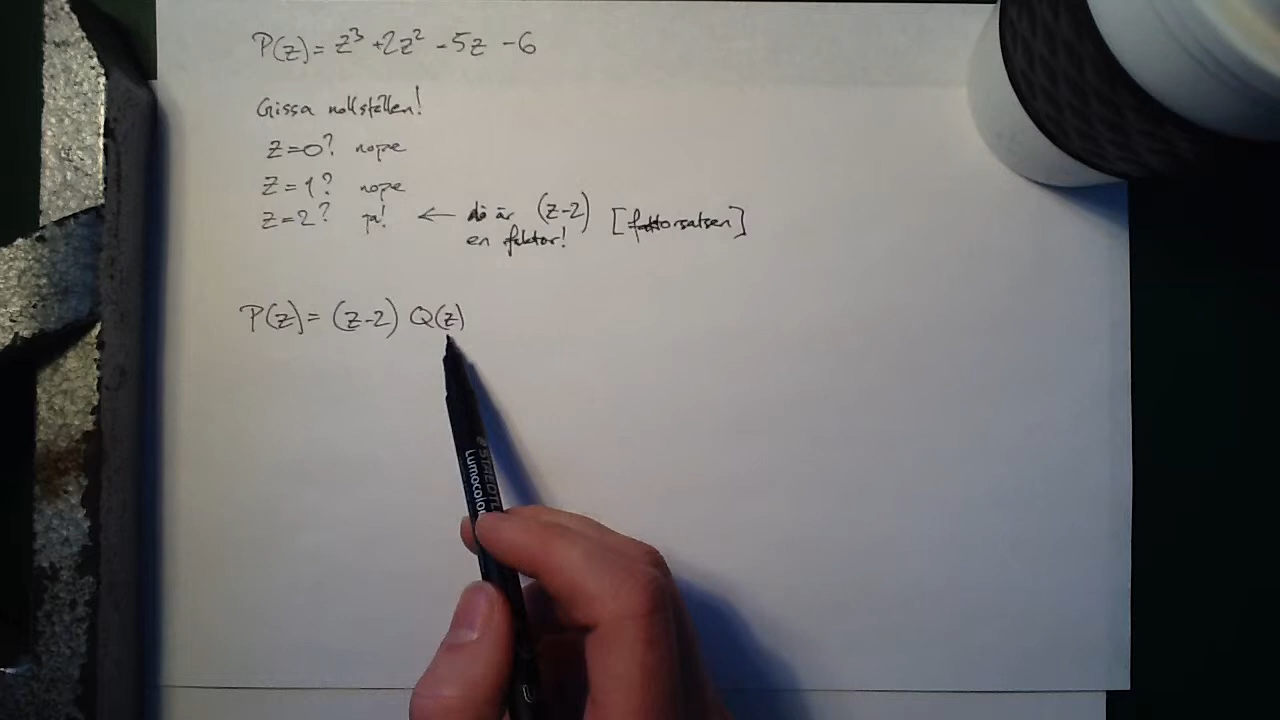 P(z) = z³ + 2z² - 5z - 6
Gissa nollställen!
z=0? nope
z=1? nope
z=2? ja! ← då är (z-2) [faktorsatsen]
en faktor!
P(z) = (z-2) Q(z)
STAEDTL
Lumocolor